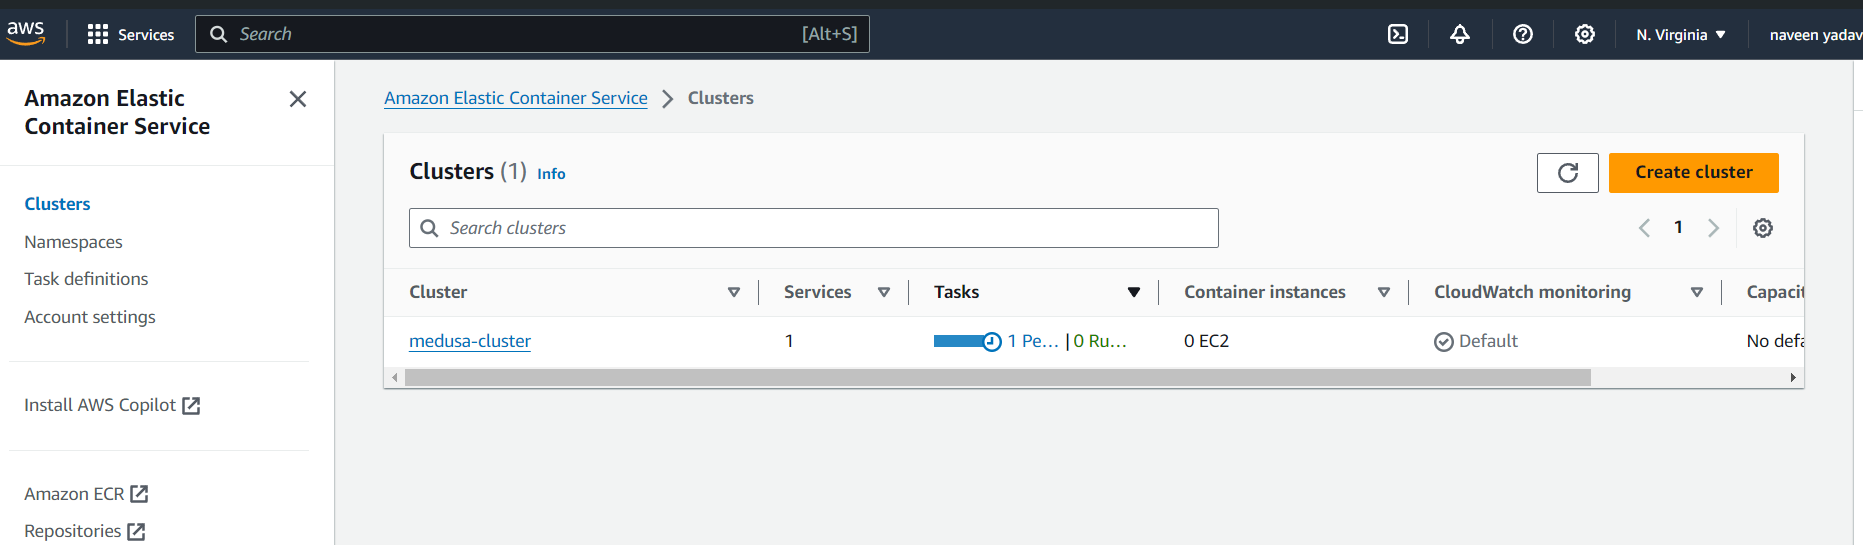 aws
Services
Search
[Alt+S]
N. Virginia
naveen yadav
Amazon Elastic
Container Service
Clusters
Namespaces
Task definitions
Account settings
Install AWS Copilot
Amazon ECR
Repositories
Amazon Elastic Container Service
Clusters
Clusters (1) Info
Create cluster
Search clusters
1
Cluster Services Tasks Container instances CloudWatch monitoring Capacit
medusa-cluster 1 1 Pe... | 0 Ru... 0 EC2 Default No defa